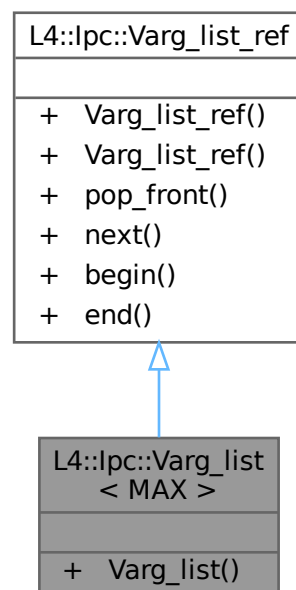 L4::Ipc::Varg_list_ref
+ Varg_list_ref()
+ Varg_list_ref()
+ pop_front()
+ next()
+ begin()
+ end()
L4::Ipc::Varg_list
< MAX >
+ Varg_list()